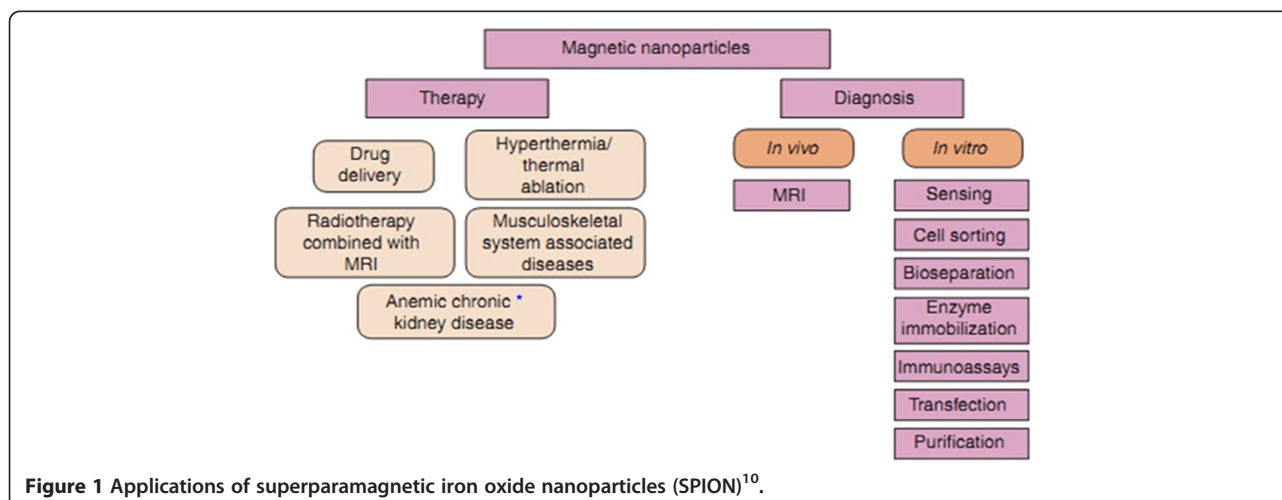 Magnetic nanoparticles
Therapy
Diagnosis
Drug
delivery
Hyperthermia/
thermal
ablation
Radiotherapy
combined with
MRI
Musculoskeletal
system associated
diseases
Anemic chronic *
kidney disease
In vivo
MRI
In vitro
Sensing
Cell sorting
Bioseparation
Enzyme
immobilization
Immunoassays
Transfection
Purification
Figure 1 Applications of superparamagnetic iron oxide nanoparticles (SPION)¹⁰.